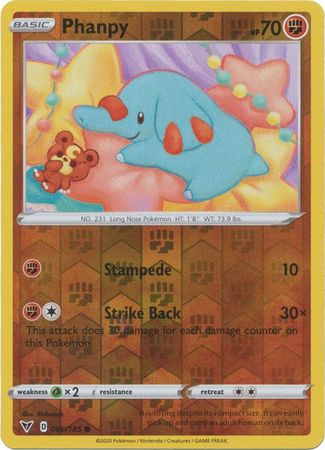 BASIC
Phanpy
HP70
NO. 231 Long Nose Pokémon. HT: 1'8" WT: 73.9 lbs.
Stampede 10
Strike Back 30×
This attack does 30 damage for each damage counter on
this Pokémon.
weakness ×2 resistance retreat
It is strong despite its compact size. It can easily
pick up and carry an adult human on its back.
D 086/185
©2020 Pokémon / Nintendo / Creatures / GAME FREAK